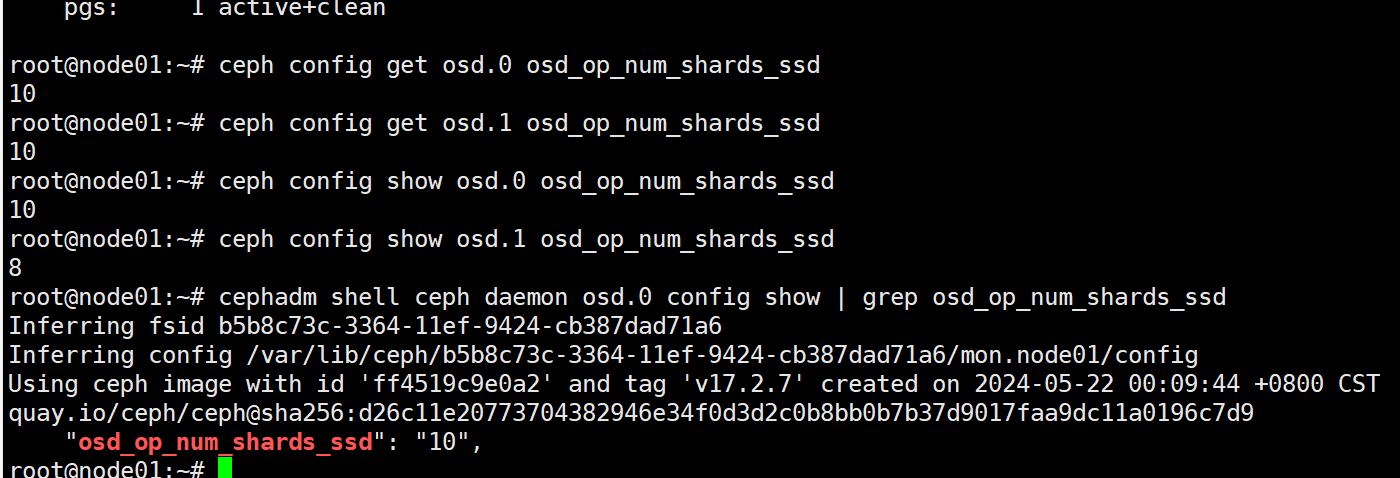 pgs:     1 active+clean
root@node01:~# ceph config get osd.0 osd_op_num_shards_ssd
10
root@node01:~# ceph config get osd.1 osd_op_num_shards_ssd
10
root@node01:~# ceph config show osd.0 osd_op_num_shards_ssd
10
root@node01:~# ceph config show osd.1 osd_op_num_shards_ssd
8
root@node01:~# cephadm shell ceph daemon osd.0 config show | grep osd_op_num_shards_ssd
Inferring fsid b5b8c73c-3364-11ef-9424-cb387dad71a6
Inferring config /var/lib/ceph/b5b8c73c-3364-11ef-9424-cb387dad71a6/mon.node01/config
Using ceph image with id 'ff4519c9e0a2' and tag 'v17.2.7' created on 2024-05-22 00:09:44 +0800 CST
quay.io/ceph/ceph@sha256:d26c11e20773704382946e34f0d3d2c0b8bb0b7b37d9017faa9dc11a0196c7d9
    "osd_op_num_shards_ssd": "10",
root@node01:~#